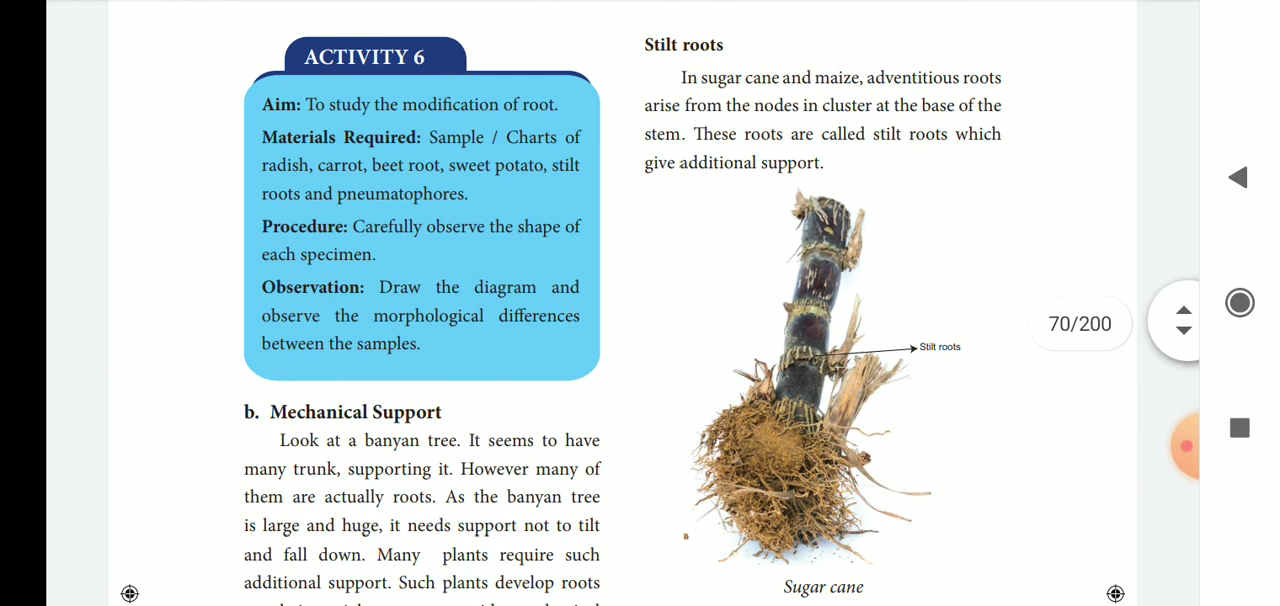 ACTIVITY 6
Aim: To study the modification of root.
Materials Required: Sample / Charts of
radish, carrot, beet root, sweet potato, stilt
roots and pneumatophores.
Procedure: Carefully observe the shape of
each specimen.
Observation: Draw the diagram and
observe the morphological differences
between the samples.
b. Mechanical Support
Look at a banyan tree. It seems to have
many trunk, supporting it. However many of
them are actually roots. As the banyan tree
is large and huge, it needs support not to tilt
and fall down. Many plants require such
additional support. Such plants develop roots
Stilt roots
In sugar cane and maize, adventitious roots
arise from the nodes in cluster at the base of the
stem. These roots are called stilt roots which
give additional support.
Stilt roots
Sugar cane
70/200